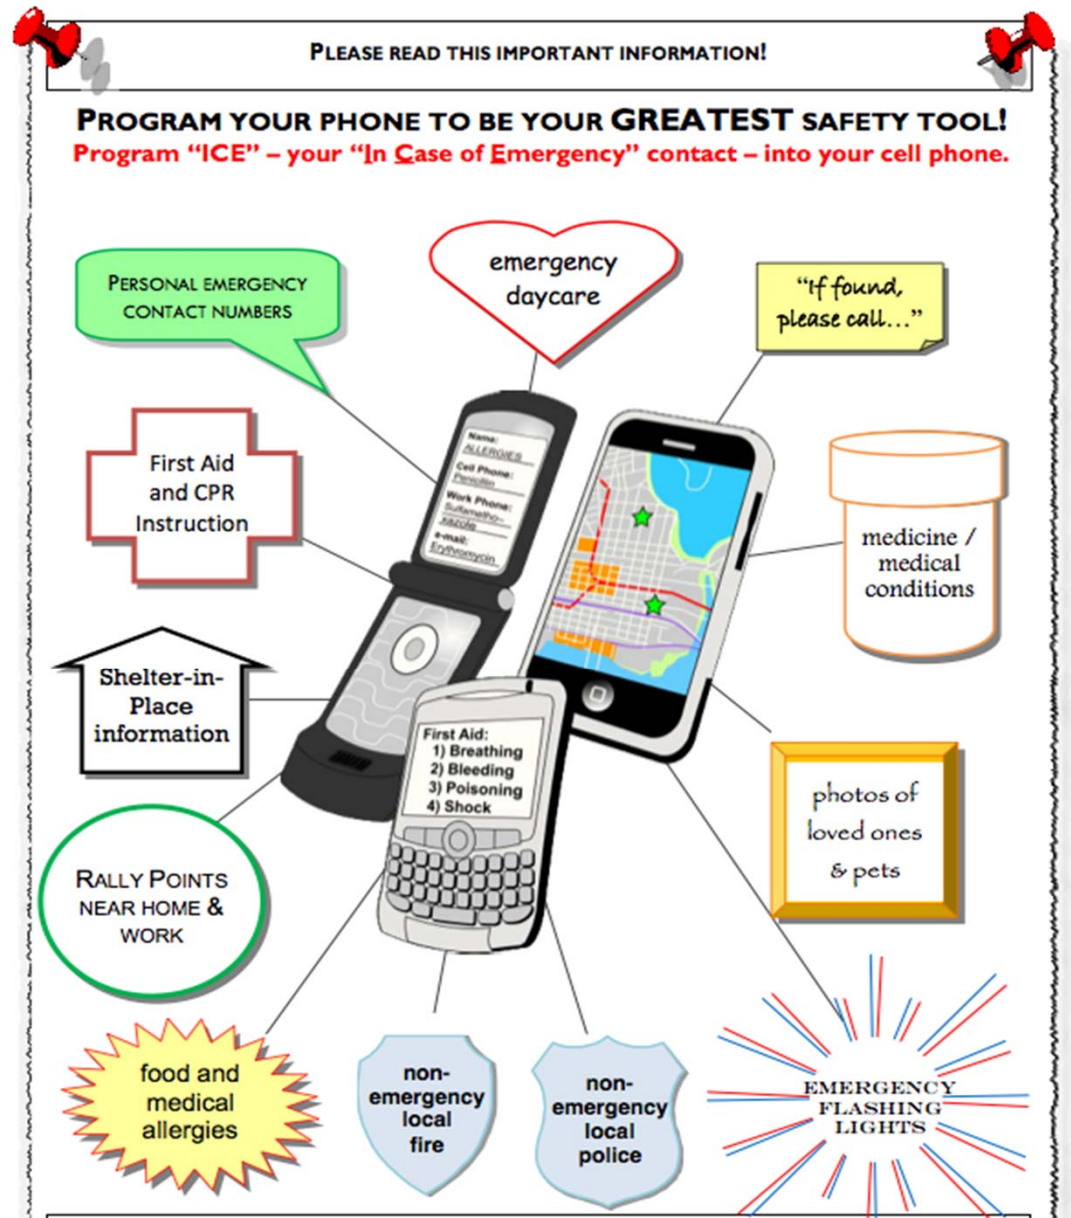 PLEASE READ THIS IMPORTANT INFORMATION!
PROGRAM YOUR PHONE TO BE YOUR GREATEST SAFETY TOOL!
Program “ICE” – your “In Case of Emergency” contact – into your cell phone.
PERSONAL EMERGENCY
CONTACT NUMBERS
emergency
daycare
“If found,
please call...”
First Aid
and CPR
Instruction
Name:
ALLERGIES
Cell Phone:
Penicillin
Work Phone:
Sulfametho-
xazole
e-mail:
Erythromycin
medicine /
medical
conditions
Shelter-in-
Place
information
First Aid:
1) Breathing
2) Bleeding
3) Poisoning
4) Shock
photos of
loved ones
& pets
RALLY POINTS
NEAR HOME &
WORK
food and
medical
allergies
non-
emergency
local
fire
non-
emergency
local
police
EMERGENCY
FLASHING
LIGHTS